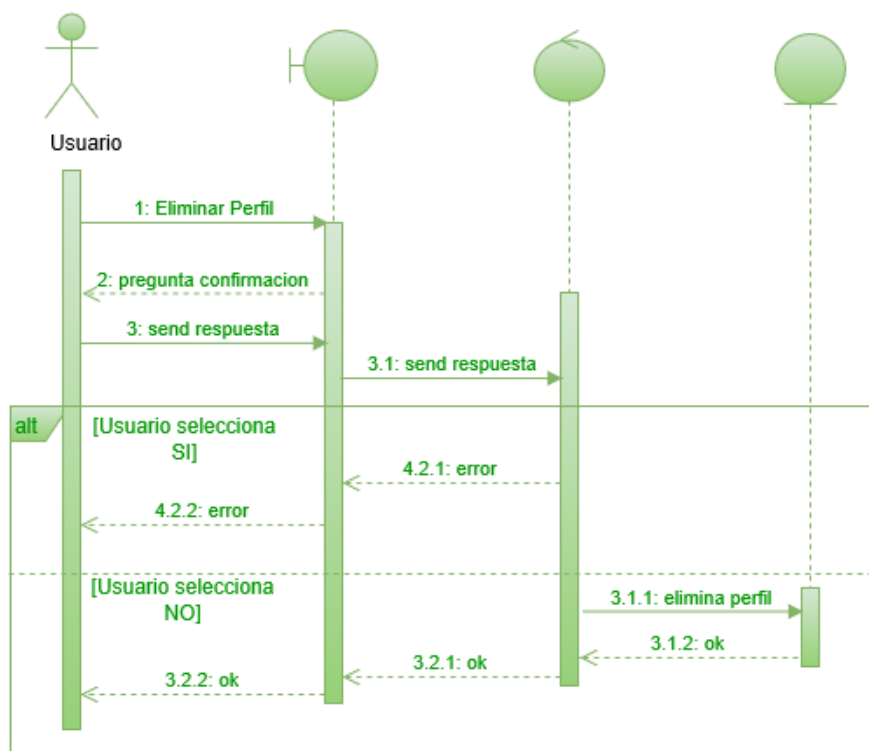 Usuario
1: Eliminar Perfil
2: pregunta confirmacion
3: send respuesta
3.1: send respuesta
alt
[Usuario selecciona
SI]
4.2.1: error
4.2.2: error
[Usuario selecciona
NO]
3.1.1: elimina perfil
3.1.2: ok
3.2.1: ok
3.2.2: ok